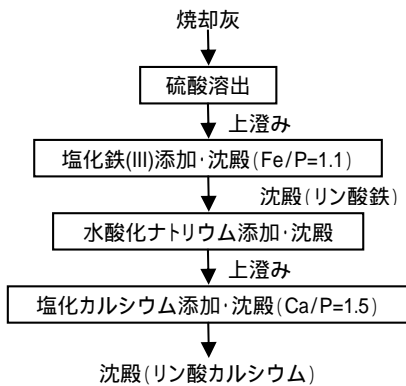 焼却灰
硫酸溶出
上澄み
塩化鉄(III)添加･沈殿(Fe/P=1.1)
沈殿(リン酸鉄)
水酸化ナトリウム添加･沈殿
上澄み
塩化カルシウム添加･沈殿(Ca/P=1.5)
沈殿(リン酸カルシウム)